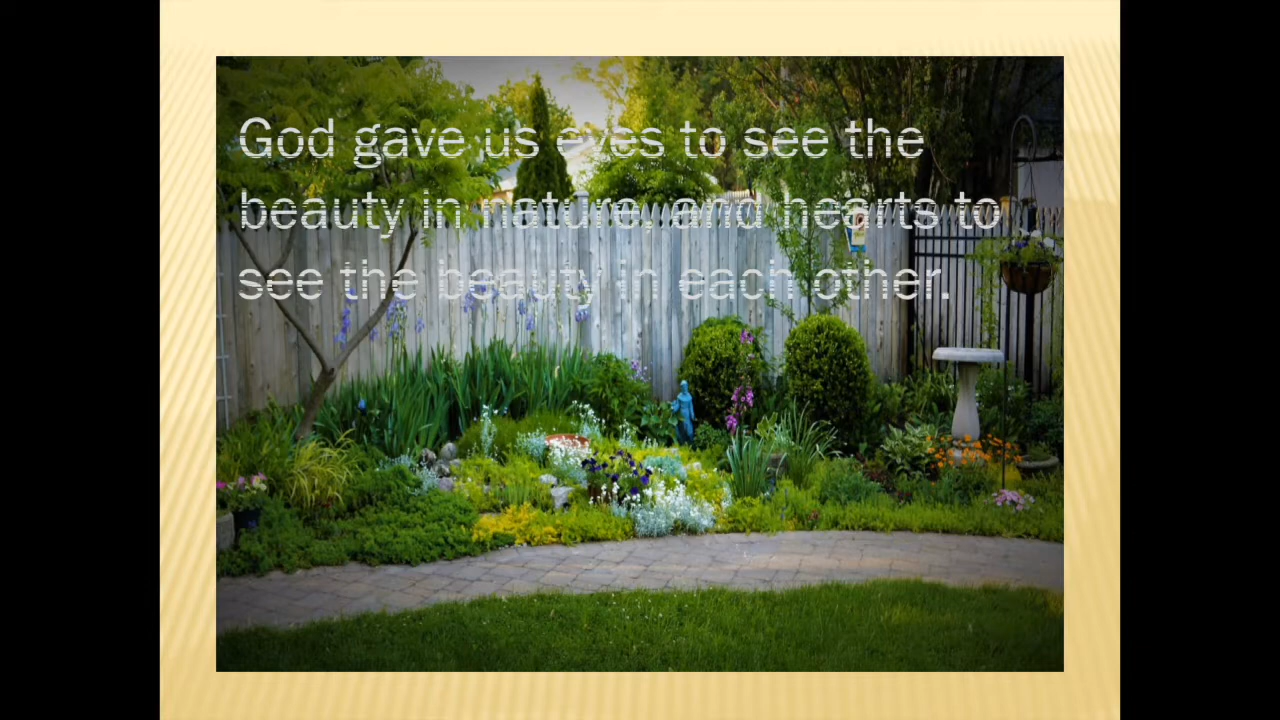 God gave us eyes to see the
beauty in nature, and hearts to
see the beauty in each other.